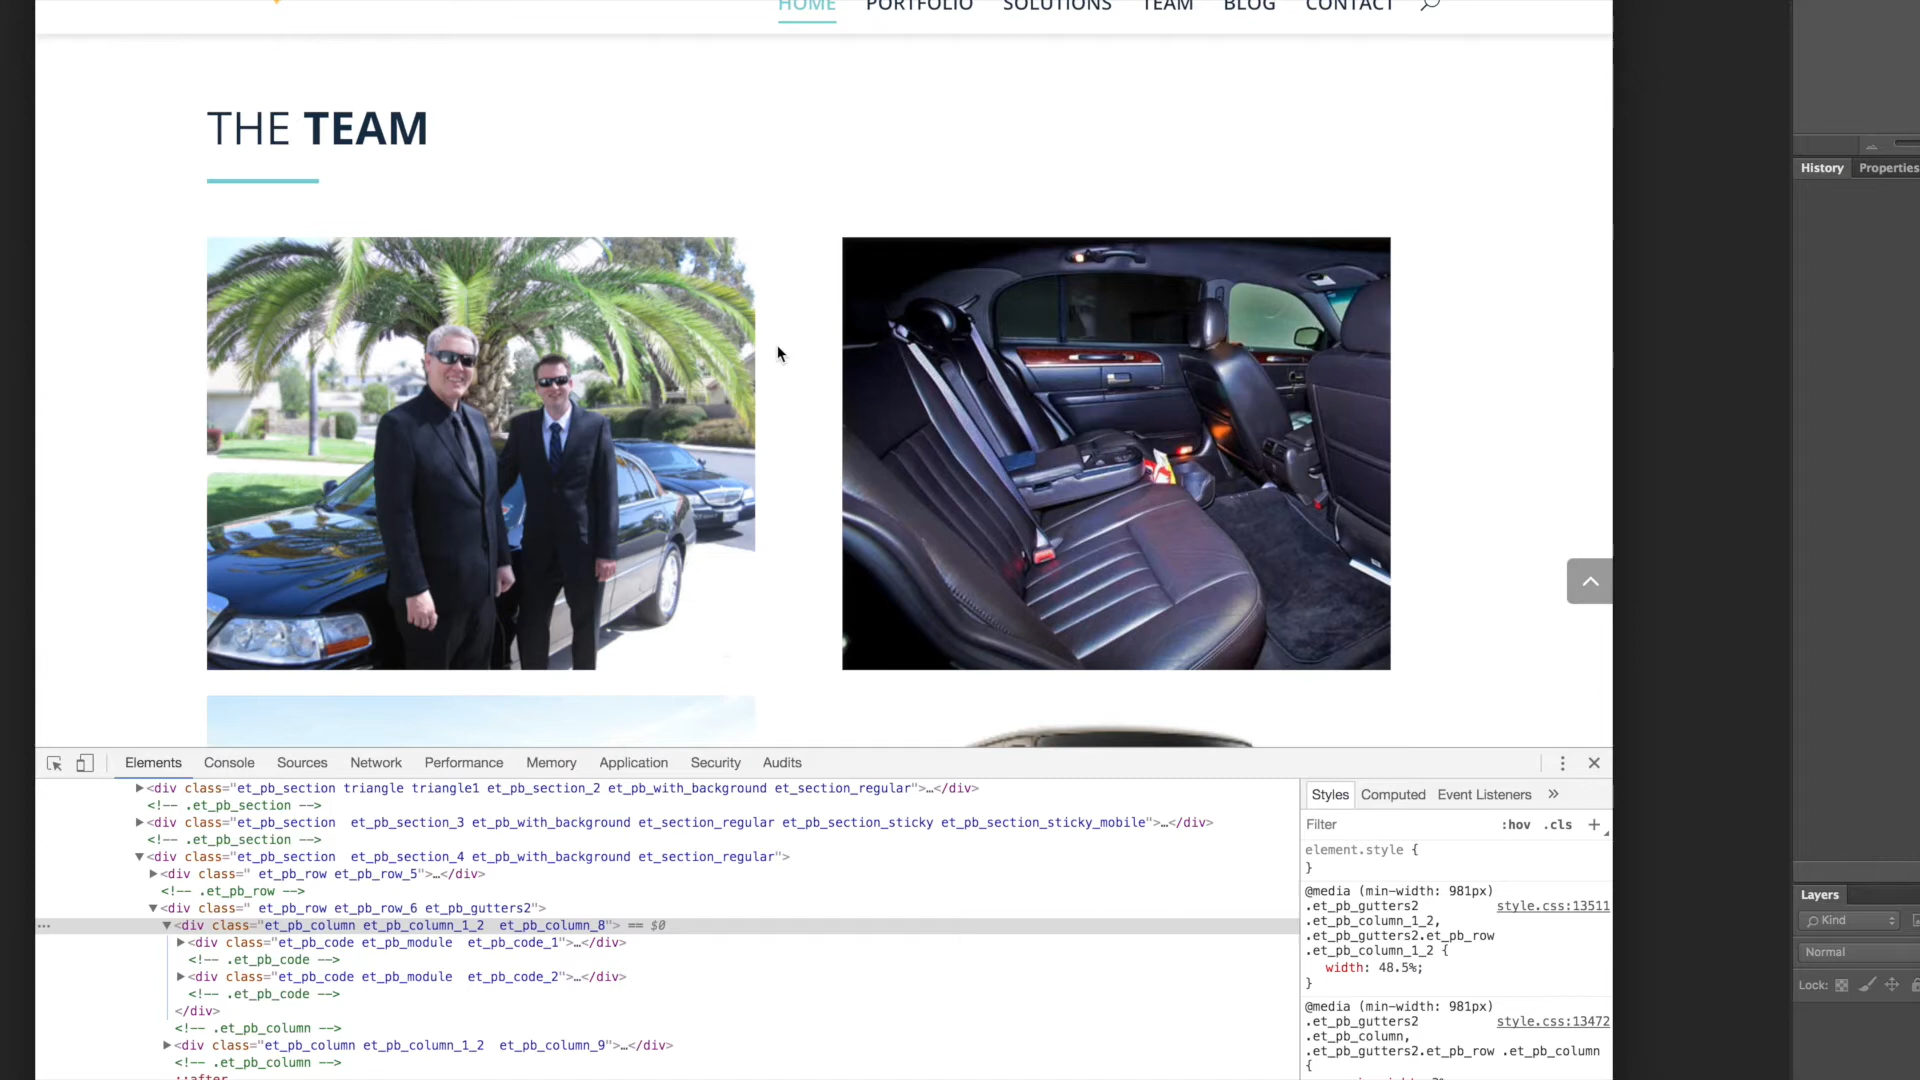 HOME PORTFOLIO SOLUTIONS TEAM BLOG CONTACT
THE TEAM
History Properties
Elements Console Sources Network Performance Memory Application Security Audits
▶<div class="et_pb_section triangle triangle1 et_pb_section_2 et_pb_with_background et_section_regular">…</div>
<!-- .et_pb_section -->
▶<div class="et_pb_section  et_pb_section_3 et_pb_with_background et_section_regular et_pb_section_sticky et_pb_section_sticky_mobile">…</div>
<!-- .et_pb_section -->
▼<div class="et_pb_section  et_pb_section_4 et_pb_with_background et_section_regular">
▶<div class=" et_pb_row et_pb_row_5">…</div>
<!-- .et_pb_row -->
▼<div class=" et_pb_row et_pb_row_6 et_pb_gutters2">
… ▼<div class="et_pb_column et_pb_column_1_2  et_pb_column_8"> == $0
▶<div class="et_pb_code et_pb_module  et_pb_code_1">…</div>
<!-- .et_pb_code -->
▶<div class="et_pb_code et_pb_module  et_pb_code_2">…</div>
<!-- .et_pb_code -->
</div>
<!-- .et_pb_column -->
▶<div class="et_pb_column et_pb_column_1_2  et_pb_column_9">…</div>
<!-- .et_pb_column -->
::after
Styles Computed Event Listeners »
Filter :hov .cls +
element.style {
}
@media (min-width: 981px)
.et_pb_gutters2 style.css:13511
.et_pb_column_1_2,
.et_pb_gutters2.et_pb_row
.et_pb_column_1_2 {
width: 48.5%;
}
@media (min-width: 981px)
.et_pb_gutters2 style.css:13472
.et_pb_column,
.et_pb_gutters2.et_pb_row .et_pb_column
{
Layers
Kind
Normal
Lock: